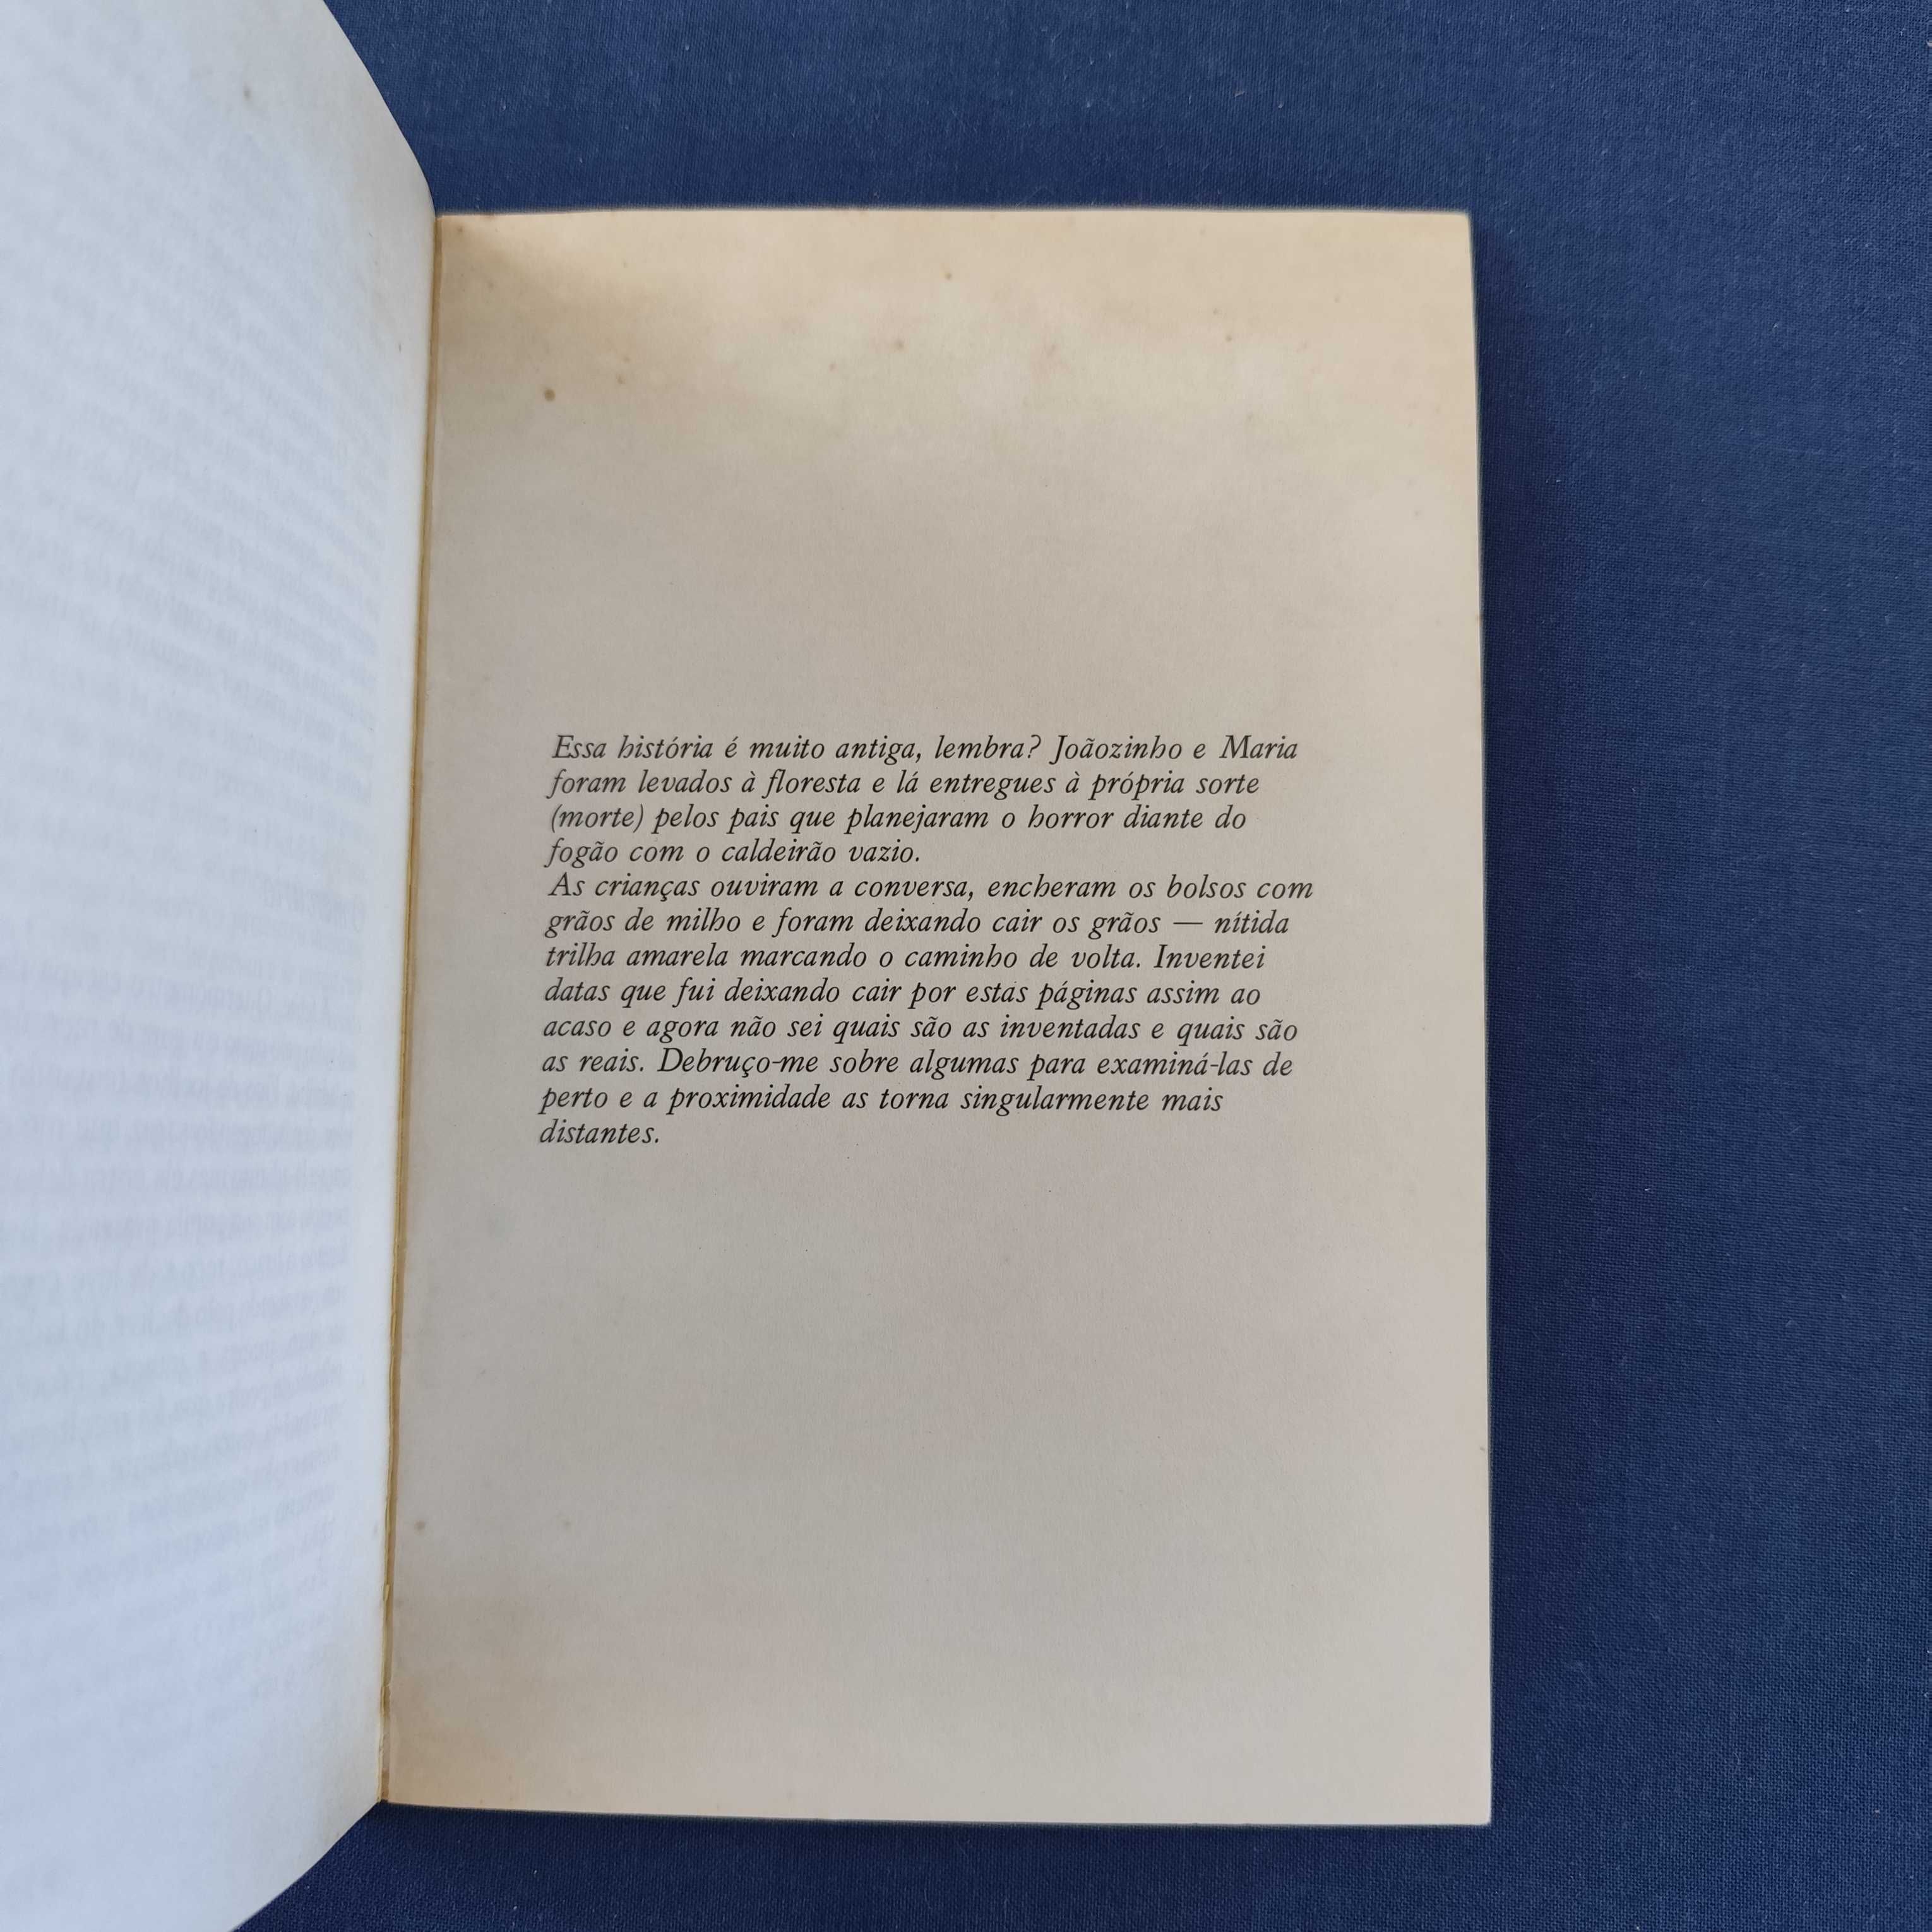 Essa história é muito antiga, lembra? Joãozinho e Maria
foram levados à floresta e lá entregues à própria sorte
(morte) pelos pais que planejaram o horror diante do
fogão com o caldeirão vazio.
As crianças ouviram a conversa, encheram os bolsos com
grãos de milho e foram deixando cair os grãos — nítida
trilha amarela marcando o caminho de volta. Inventei
datas que fui deixando cair por estas páginas assim ao
acaso e agora não sei quais são as inventadas e quais são
as reais. Debruço-me sobre algumas para examiná-las de
perto e a proximidade as torna singularmente mais
distantes.